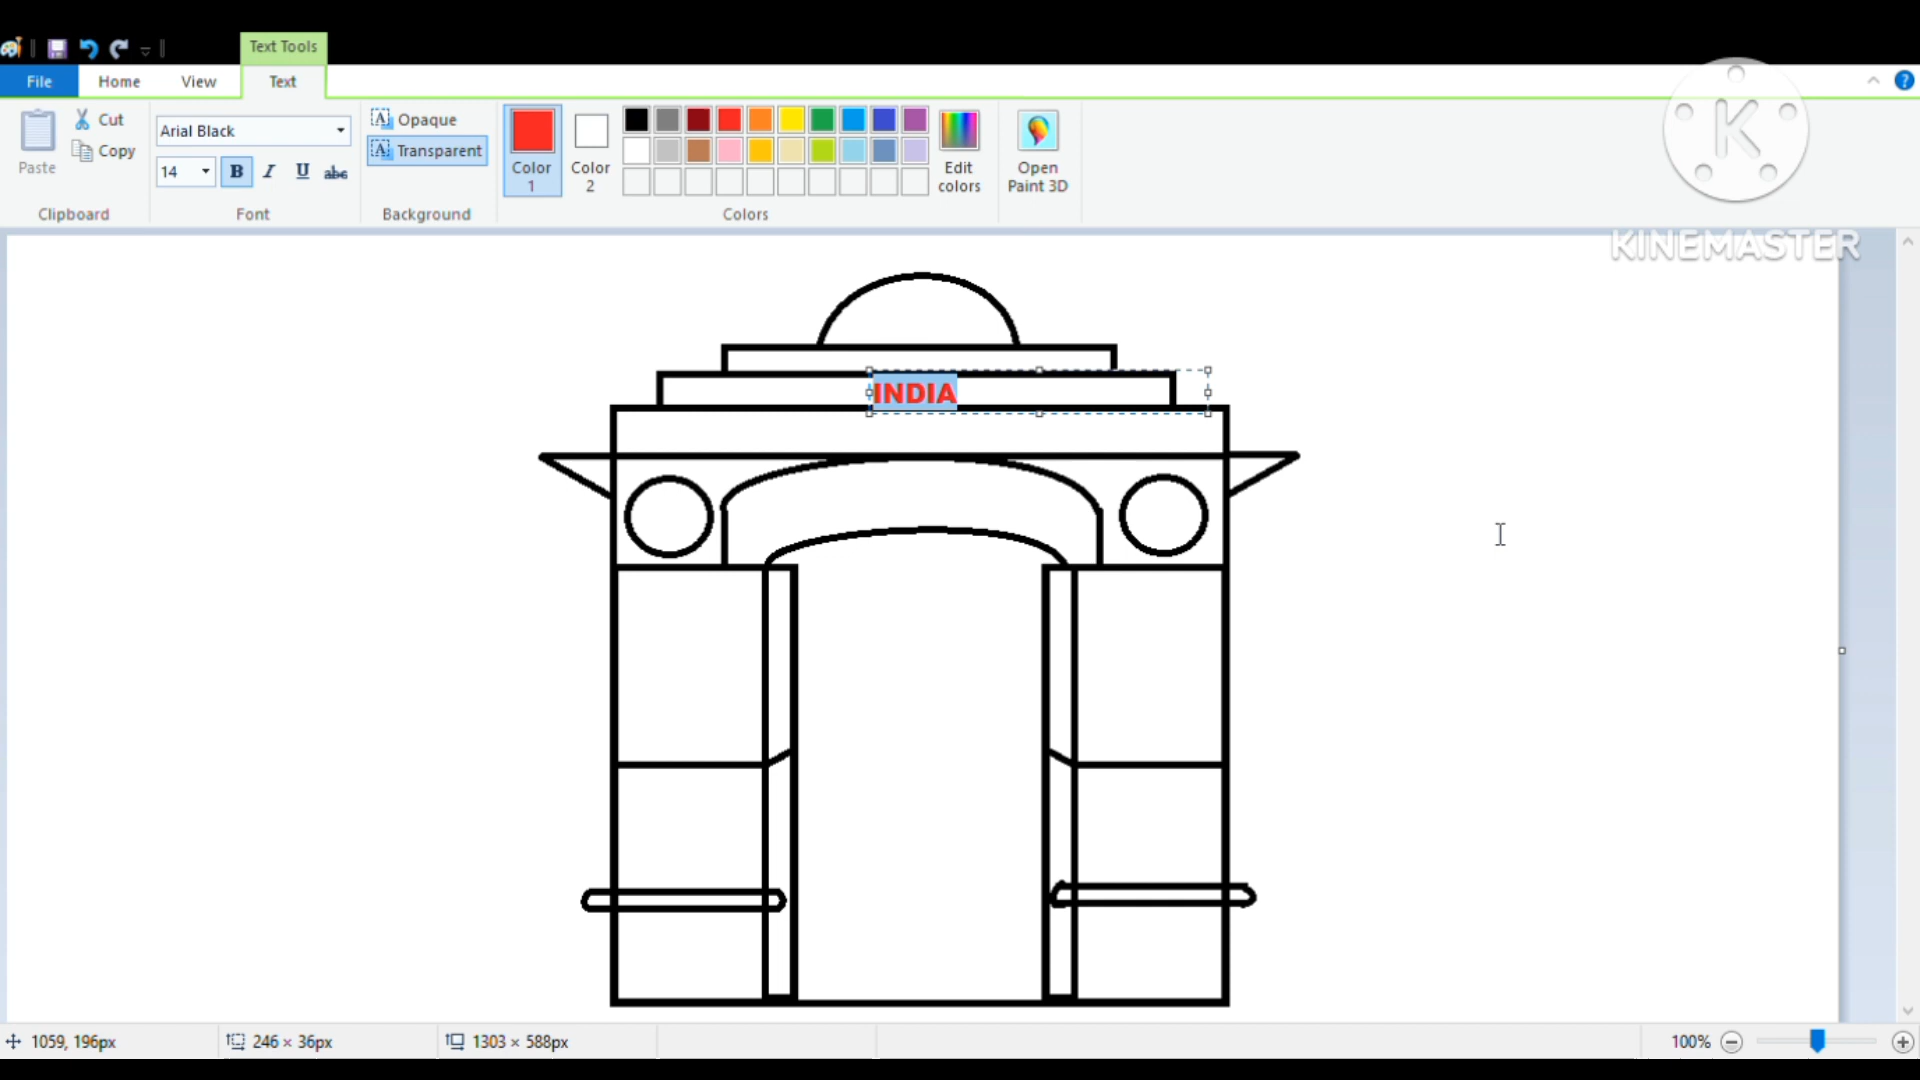 Text Tools
File Home View Text
Paste Cut Copy Clipboard
Arial Black
14 B I U abc
Font
Opaque
Transparent
Background
Color 1
Color 2
Edit colors
Colors
Open Paint 3D
K
KINEMASTER
INDIA
1059, 196px 246 × 36px 1303 × 588px 100%